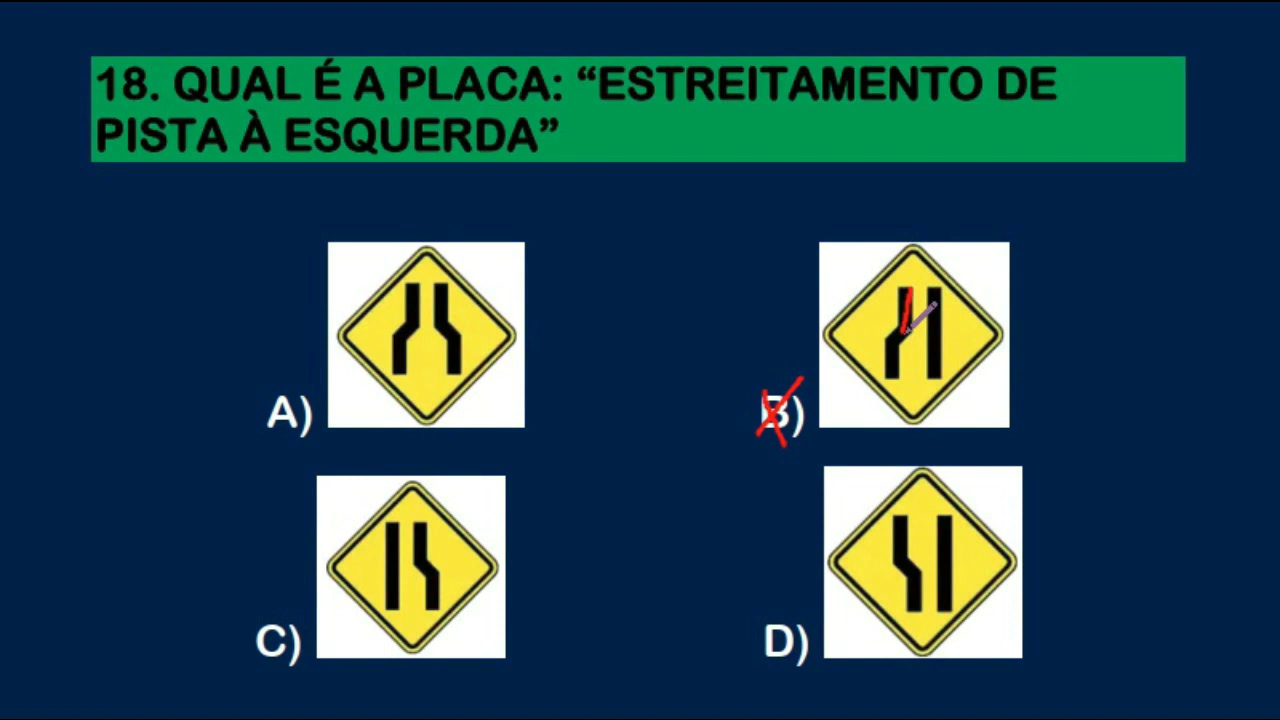 18. QUAL É A PLACA: “ESTREITAMENTO DE
PISTA À ESQUERDA”
A)
B)
C)
D)